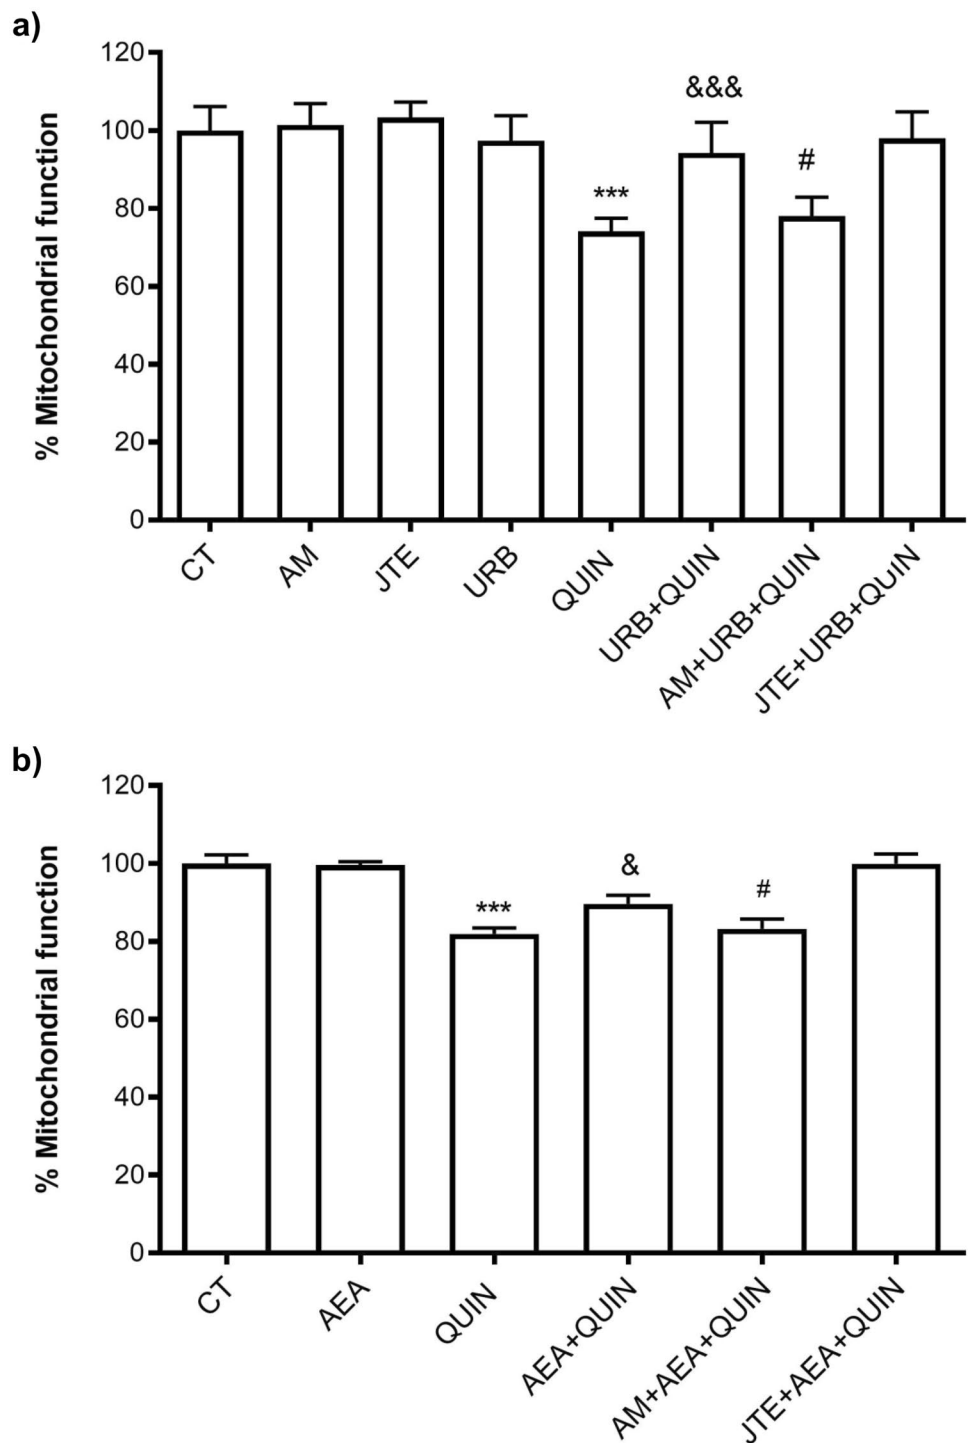 a)
% Mitochondrial function
120
100
80
60
40
20
0
***
&&&
#
CT
AM
JTE
URB
QUIN
URB+QUIN
AM+URB+QUIN
JTE+URB+QUIN
b)
% Mitochondrial function
120
100
80
60
40
20
0
***
&
#
CT
AEA
QUIN
AEA+QUIN
AM+AEA+QUIN
JTE+AEA+QUIN